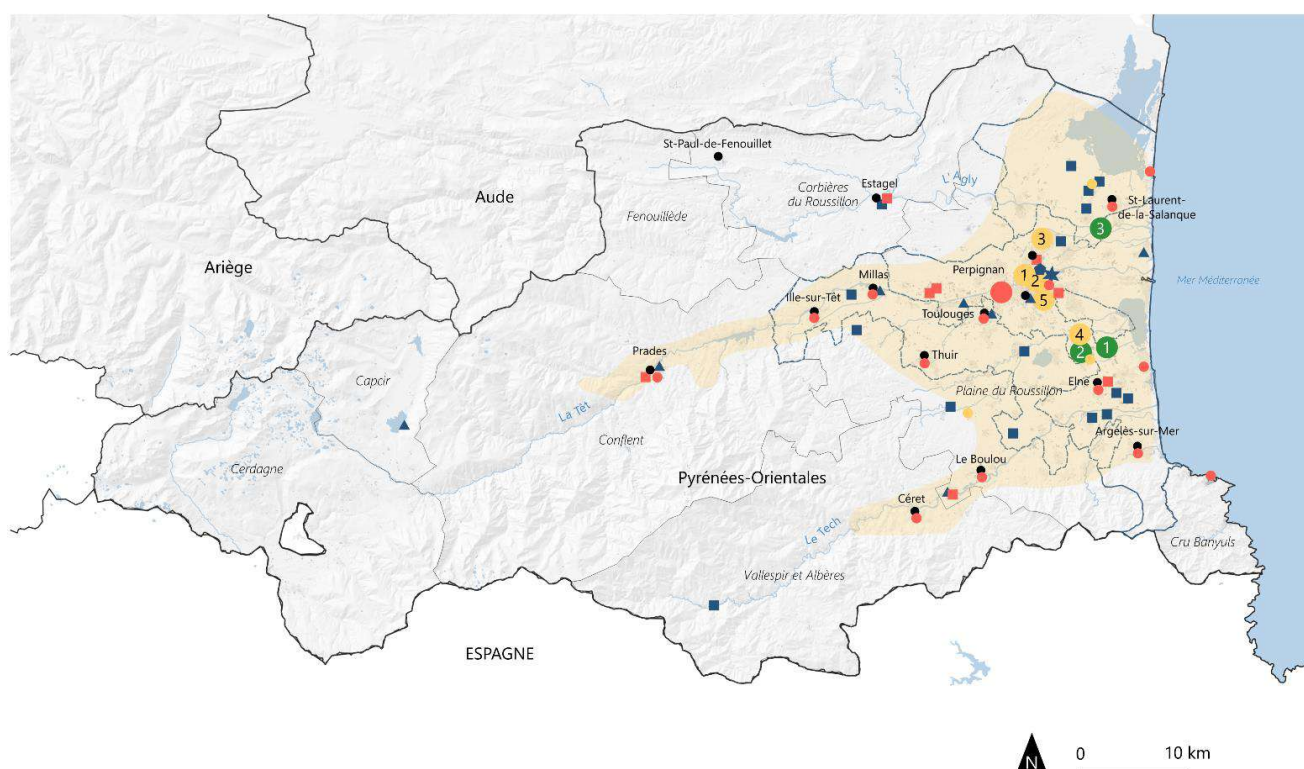 St-Paul-de-Fenouillet
Aude
Estagel
L'Agly
Corbières
du Roussillon
Fenouillède
St-Laurent-
de-la-Salanque
3
3
Ariège
Millas
Perpignan
1
2
5
Mer Méditerranée
Ille-sur-Têt
Toulouges
4
2
1
Prades
Thuir
Capcir
Elne
Plaine du Roussillon
La Têt
Conflent
Cerdagne
Argelès-sur-Mer
Le Boulou
Pyrénées-Orientales
Céret
Le Tech
Cru Banyuls
Vallespir et Albères
ESPAGNE
N
0
10 km